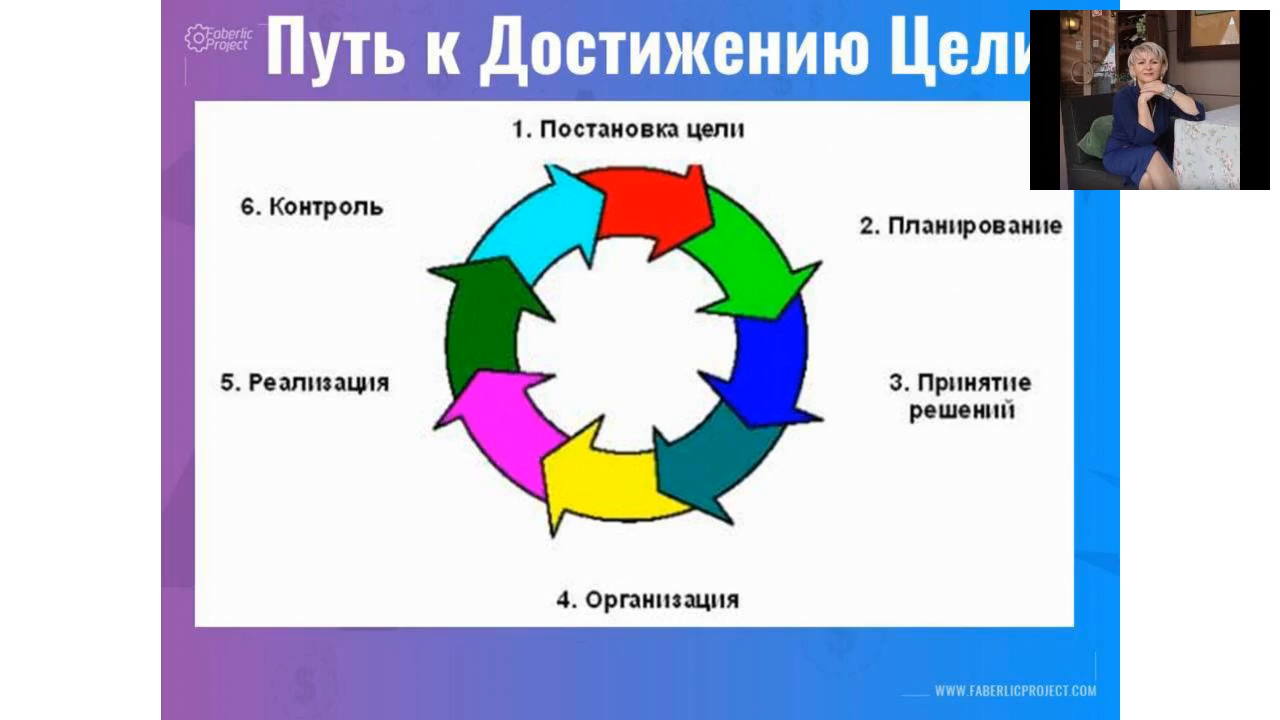 Faberlic
Project
Путь к Достижению Цели
1. Постановка цели
6. Контроль
2. Планирование
5. Реализация
3. Принятие
решений
4. Организация
WWW.FABERLICPROJECT.COM